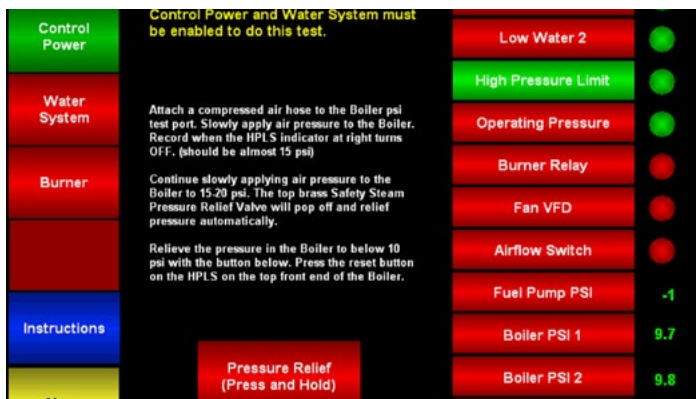 Control
Power
Water
System
Burner
Instructions
Control Power and Water System must
be enabled to do this test.
Attach a compressed air hose to the Boiler psi
test port. Slowly apply air pressure to the Boiler.
Record when the HPLS indicator at right turns
OFF. (should be almost 15 psi)
Continue slowly applying air pressure to the
Boiler to 15-20 psi. The top brass Safety Steam
Pressure Relief Valve will pop off and relief
pressure automatically.
Relieve the pressure in the Boiler to below 10
psi with the button below. Press the reset button
on the HPLS on the top front end of the Boiler.
Pressure Relief
(Press and Hold)
Low Water 2
High Pressure Limit
Operating Pressure
Burner Relay
Fan VFD
Airflow Switch
Fuel Pump PSI -1
Boiler PSI 1 9.7
Boiler PSI 2 9.8